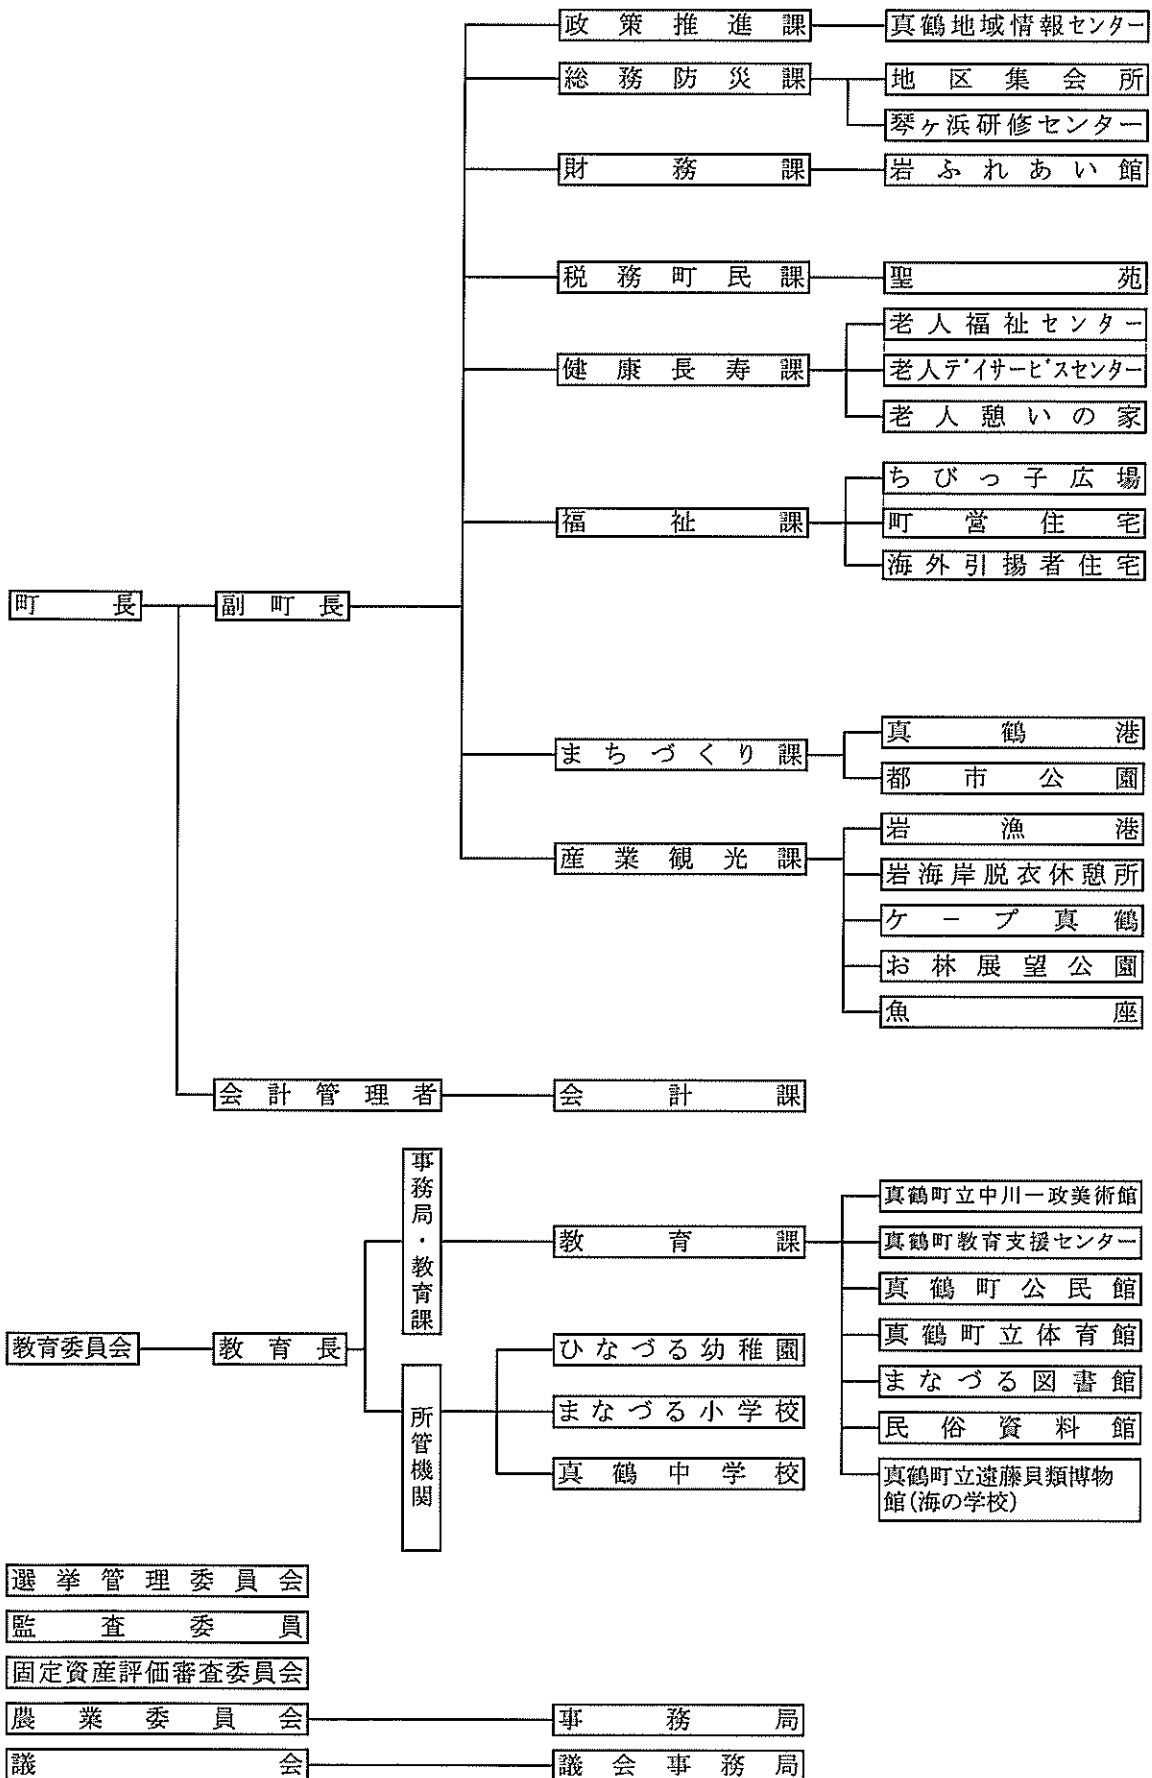 政策推進課
真鶴地域情報センター
総務防災課
地区集会所
琴ヶ浜研修センター
財務課
岩ふれあい館
税務町民課
聖苑
老人福祉センター
健康長寿課
老人デイサービスセンター
老人憩いの家
ちびっ子広場
福祉課
町営住宅
海外引揚者住宅
町長
副町長
真鶴港
まちづくり課
都市公園
岩漁港
産業観光課
岩海岸脱衣休憩所
ケープ真鶴
お林展望公園
魚座
会計管理者
会計課
事務局・教育課
真鶴町立中川一政美術館
教育課
真鶴町教育支援センター
真鶴町公民館
真鶴町立体育館
教育委員会
教育長
ひなづる幼稚園
まなづる図書館
所管機関
まなづる小学校
民俗資料館
真鶴中学校
真鶴町立遠藤貝類博物
館(海の学校)
選挙管理委員会
監査委員
固定資産評価審査委員会
農業委員会
事務局
議会
議会事務局